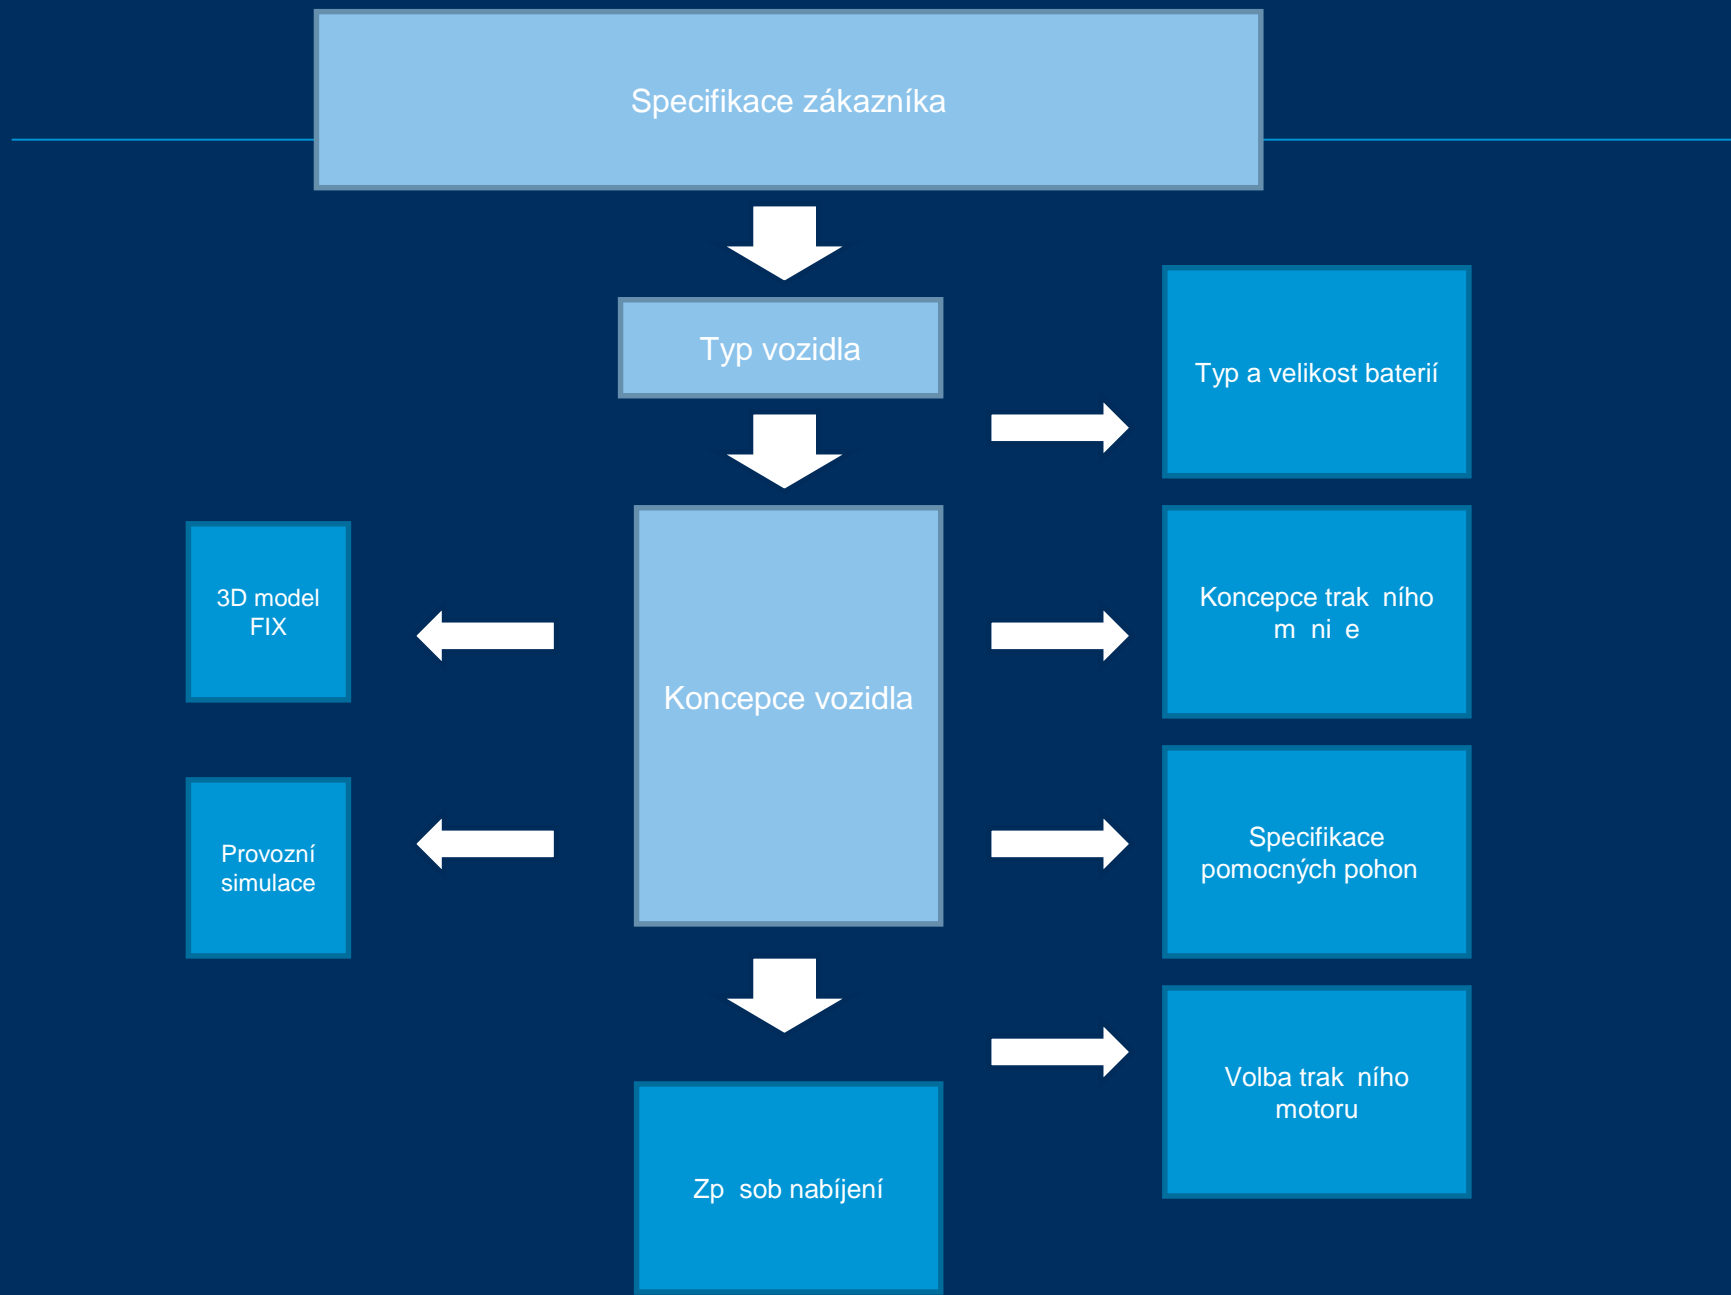 Specifikace zákazníka
Typ vozidla
Typ a velikost baterií
3D model
FIX
Koncepce trak ního
m ni e
Koncepce vozidla
Provozní
simulace
Specifikace
pomocných pohon
Volba trak ního
motoru
Zp sob nabíjení